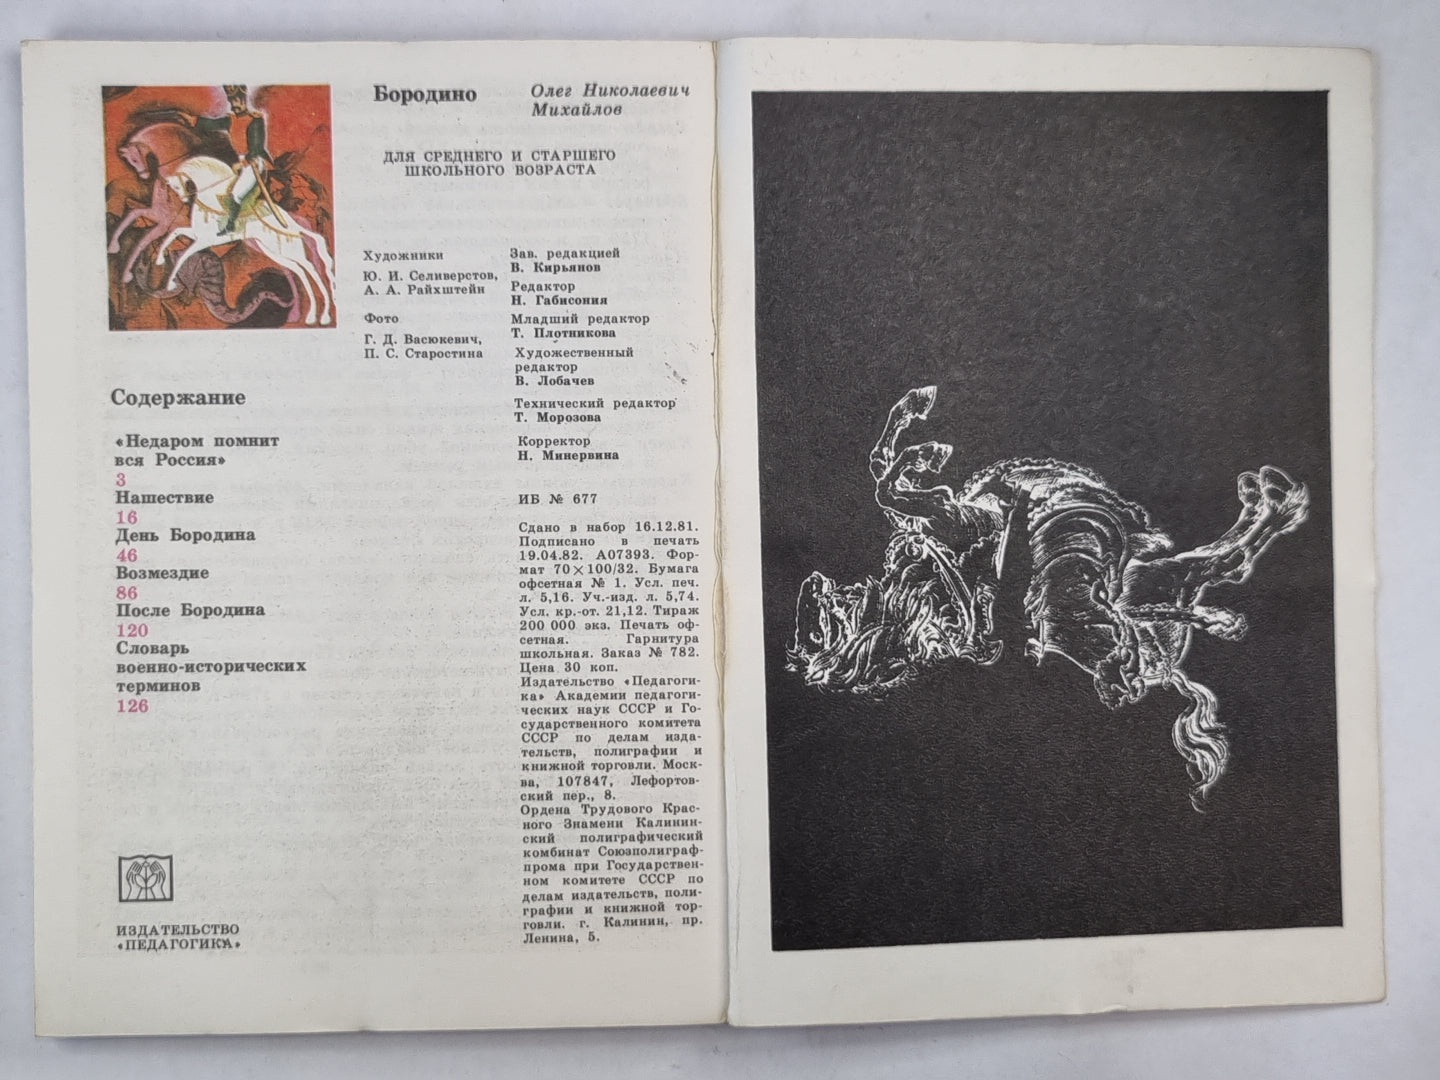 Бородино
Олег Николаевич
Михайлов
ДЛЯ СРЕДНЕГО И СТАРШЕГО
ШКОЛЬНОГО ВОЗРАСТА
Художники
Ю. И. Селиверстов,
А. А. Райхштейн
Фото
Г. Д. Васюкевич,
П. С. Старостина
Зав. редакцией
В. Кирьянов
Редактор
Н. Габисония
Младший редактор
Т. Плотникова
Художественный
редактор
В. Лобачев
Технический редактор
Т. Морозова
Корректор
Н. Минервина
Содержание
«Недаром помнит
вся Россия»
3
Нашествие
16
День Бородина
46
Возмездие
86
После Бородина
120
Словарь
военно-исторических
терминов
126
ИБ № 677
Сдано в набор 16.12.81.
Подписано в печать
19.04.82. А07393. Фор-
мат 70×100/32. Бумага
офсетная № 1. Усл. печ.
л. 5,16. Уч.-изд. л. 5,74.
Усл. кр.-от. 21,12. Тираж
200 000 экз. Печать оф-
сетная. Гарнитура
школьная. Заказ № 782.
Цена 30 коп.
Издательство «Педагоги-
ка» Академии педагоги-
ческих наук СССР и Го-
сударственного комитета
СССР по делам изда-
тельств, полиграфии и
книжной торговли. Моск-
ва, 107847, Лефортов-
ский пер., 8.
Ордена Трудового Крас-
ного Знамени Калинин-
ский полиграфический
комбинат Союзполиграф-
прома при Государствен-
ном комитете СССР по
делам издательств, поли-
графии и книжной тор-
говли. г. Калинин, пр.
Ленина, 5.
ИЗДАТЕЛЬСТВО
«ПЕДАГОГИКА»